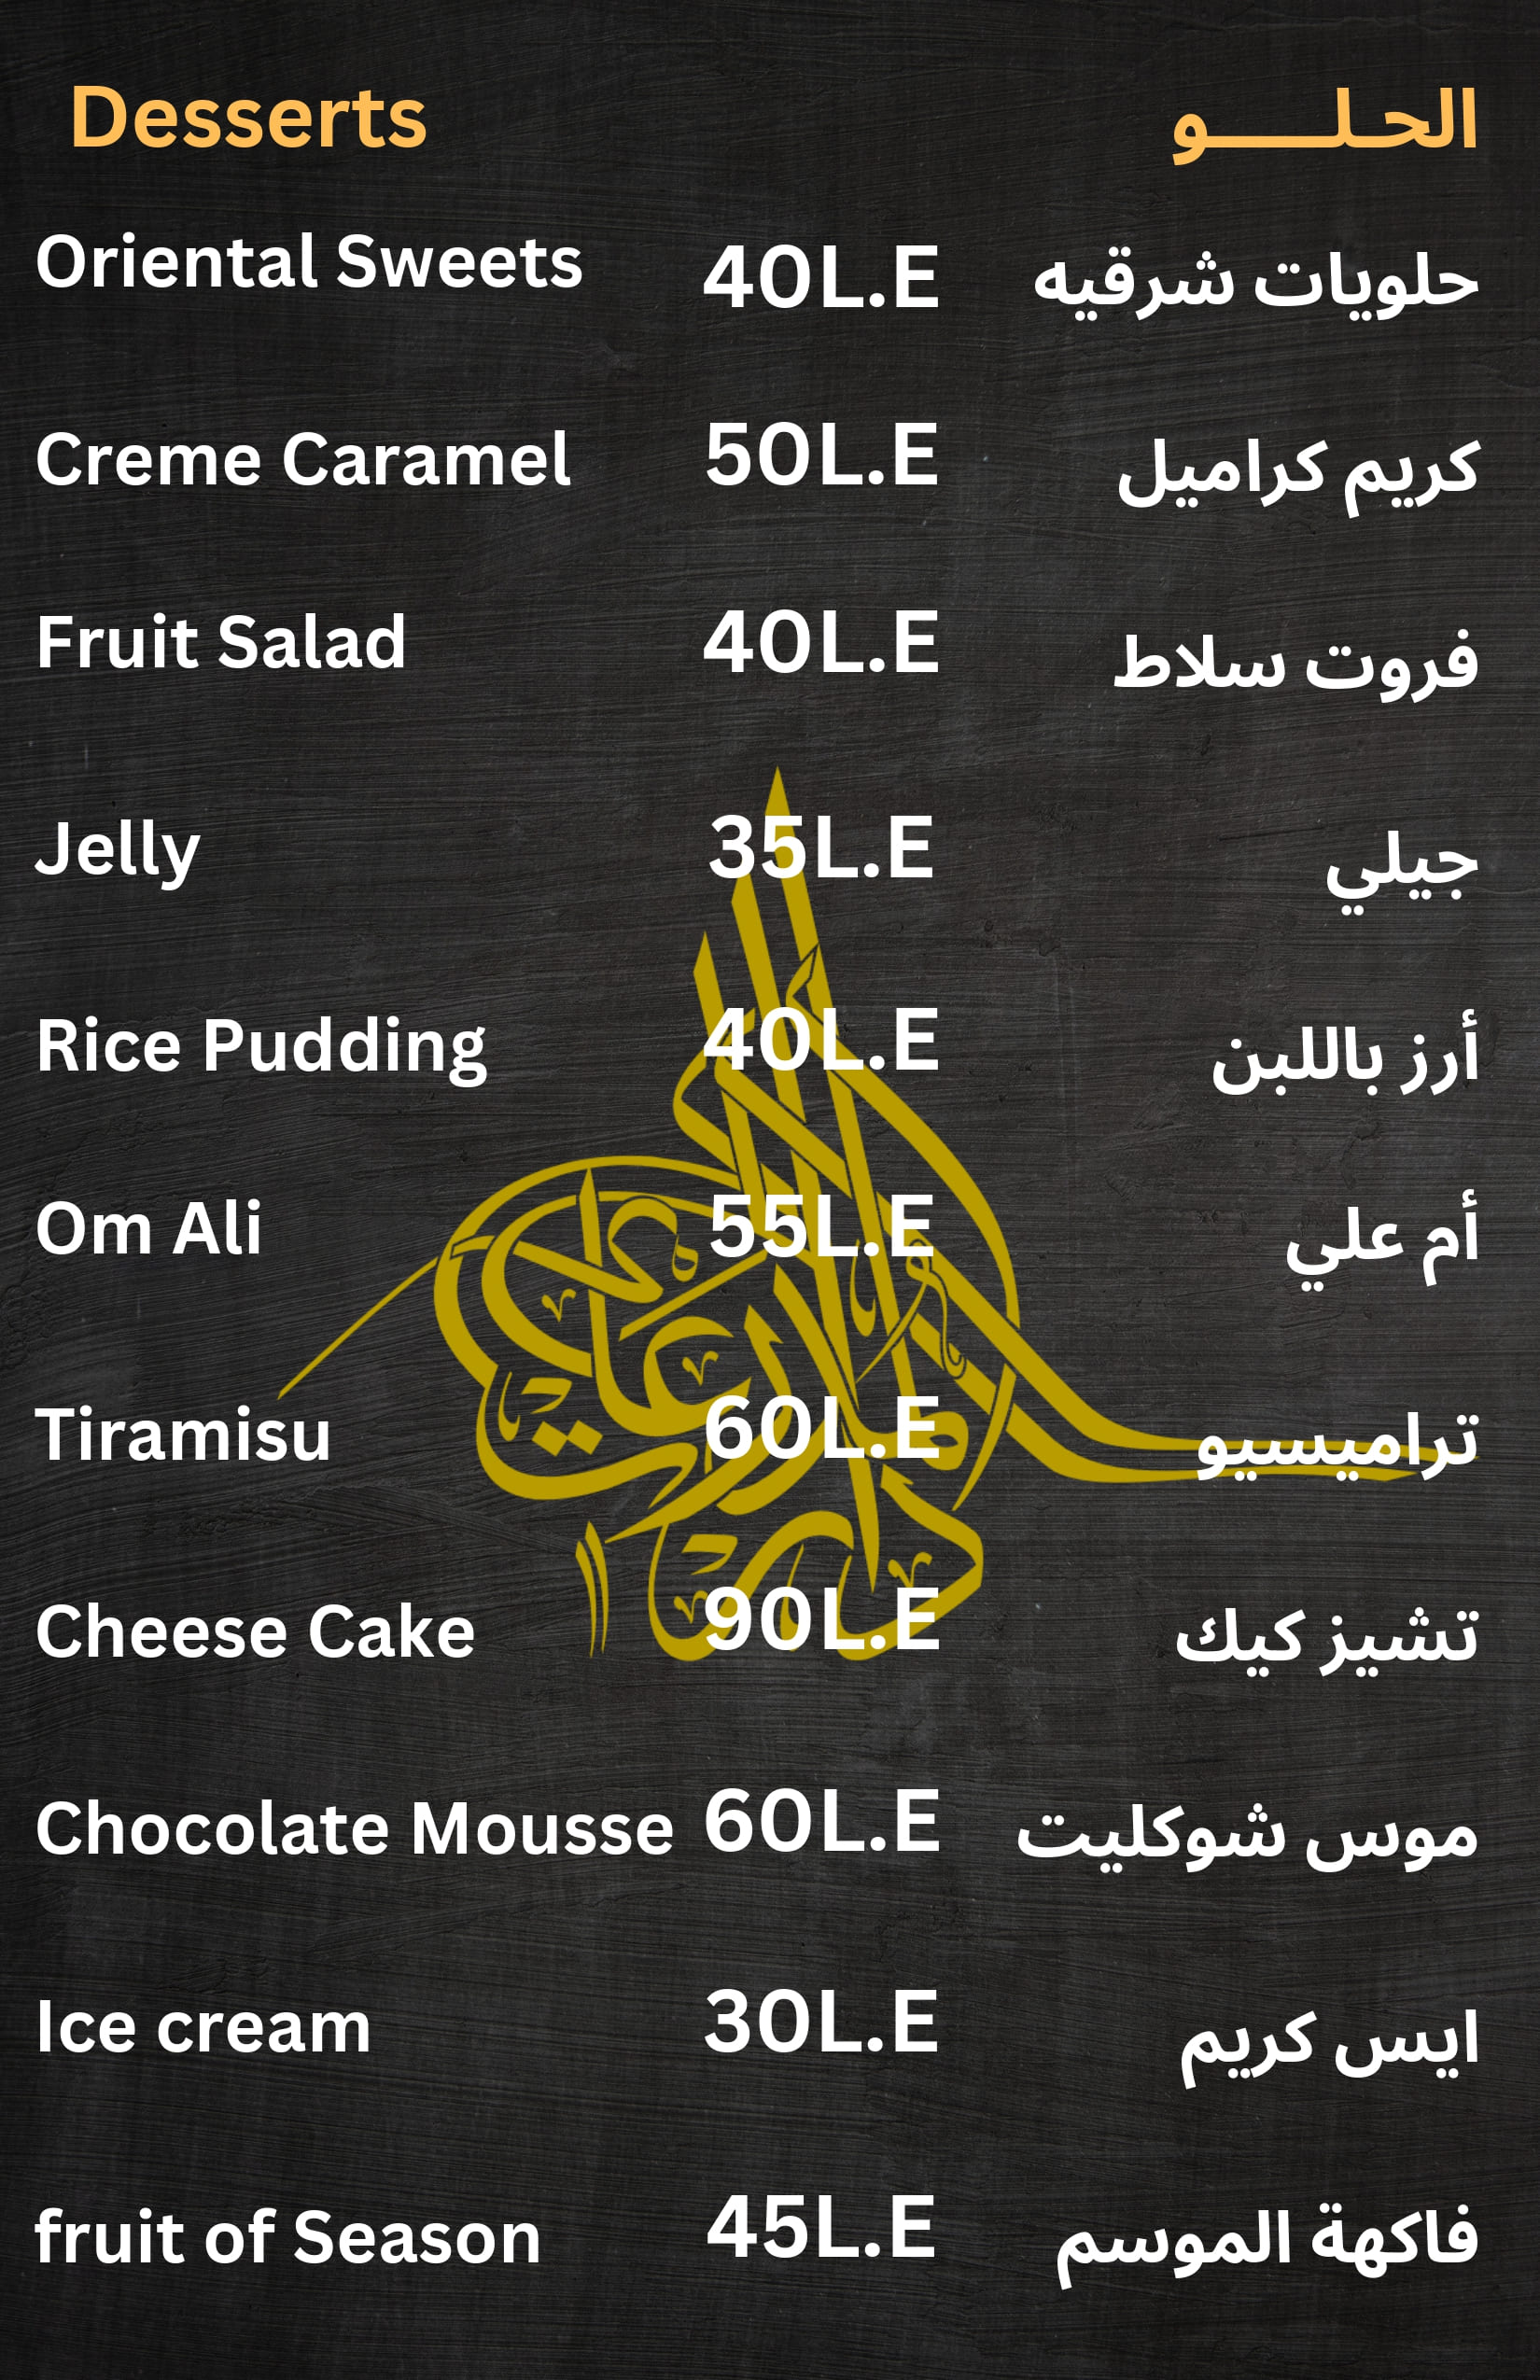 Desserts الحلـــــو
Oriental Sweets 40L.E حلويات شرقيه
Creme Caramel 50L.E كريم كراميل
Fruit Salad 40L.E فروت سلاط
Jelly 35L.E جيلي
Rice Pudding 40L.E أرز باللبن
Om Ali 55L.E أم علي
Tiramisu 60L.E تراميسيو
Cheese Cake 90L.E تشيز كيك
Chocolate Mousse 60L.E موس شوكليت
Ice cream 30L.E ايس كريم
fruit of Season 45L.E فاكهة الموسم